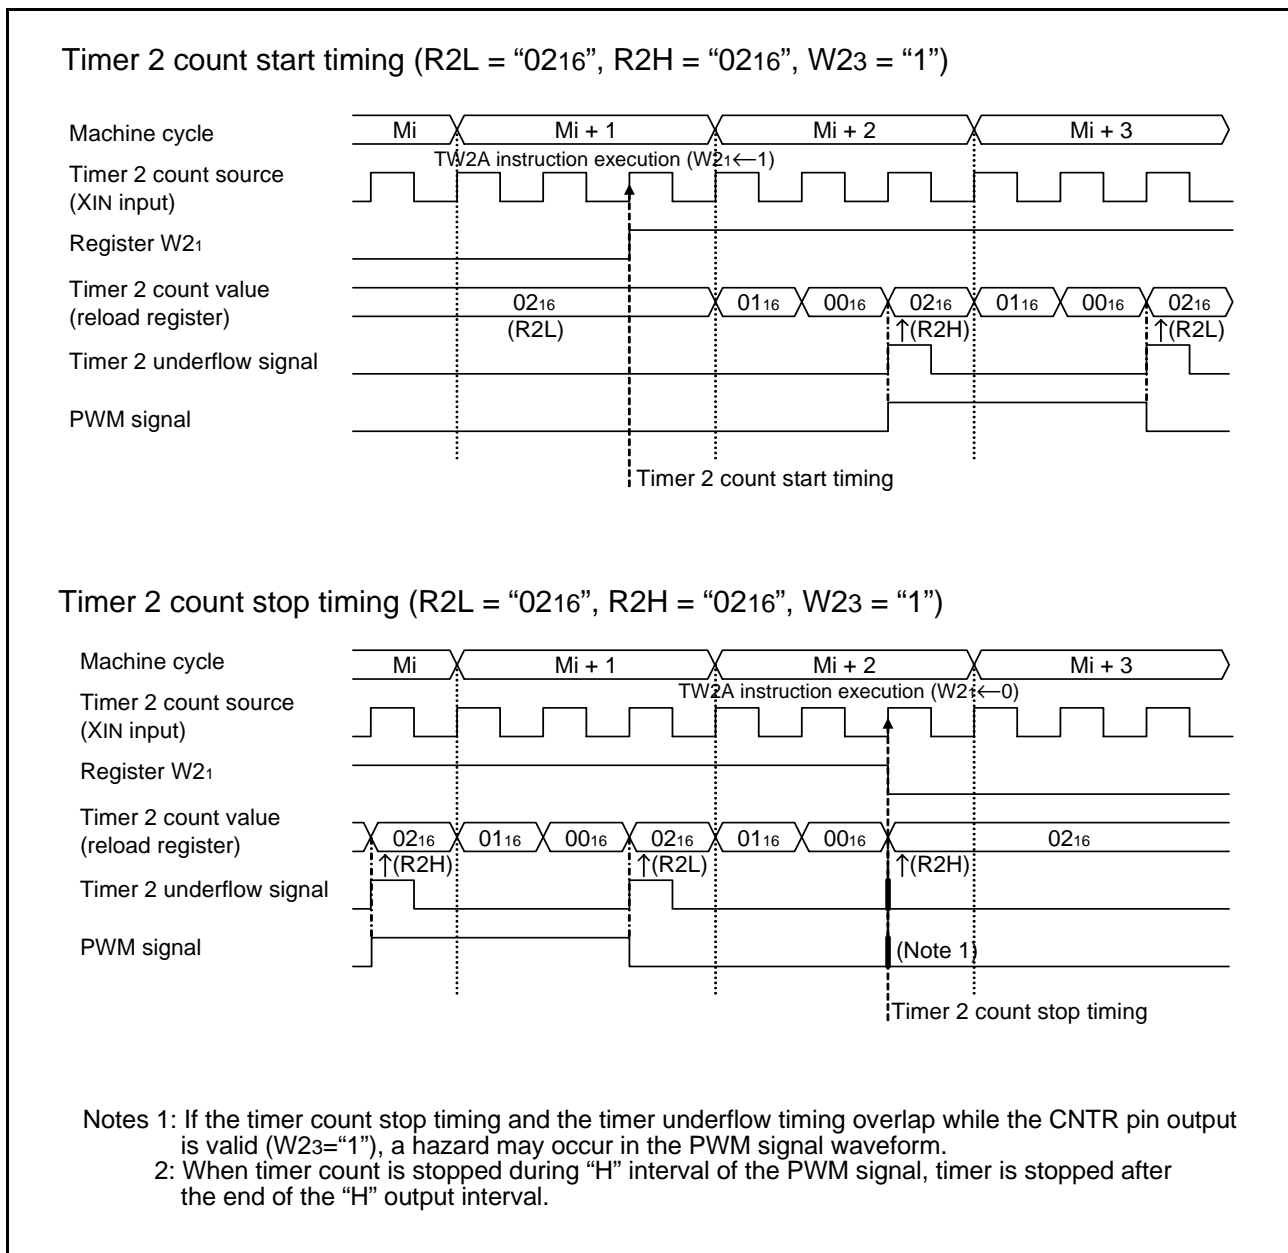 Timer 2 count start timing (R2L = “0216”, R2H = “0216”, W23 = “1”)
Machine cycle
Mi
Mi + 1
Mi + 2
Mi + 3
TW2A instruction execution (W21←1)
Timer 2 count source
(XIN input)
Register W21
Timer 2 count value
(reload register)
0216
0116
0016
0216
0116
0016
0216
(R2L)
↑(R2H)
↑(R2L)
Timer 2 underflow signal
PWM signal
Timer 2 count start timing
Timer 2 count stop timing (R2L = “0216”, R2H = “0216”, W23 = “1”)
Machine cycle
Mi
Mi + 1
Mi + 2
Mi + 3
TW2A instruction execution (W21←0)
Timer 2 count source
(XIN input)
Register W21
Timer 2 count value
(reload register)
0216
0116
0016
0216
0116
0016
0216
↑(R2H)
↑(R2L)
↑(R2H)
Timer 2 underflow signal
PWM signal
(Note 1)
Timer 2 count stop timing
Notes 1: If the timer count stop timing and the timer underflow timing overlap while the CNTR pin output
is valid (W23=“1”), a hazard may occur in the PWM signal waveform.
2: When timer count is stopped during “H” interval of the PWM signal, timer is stopped after
the end of the “H” output interval.